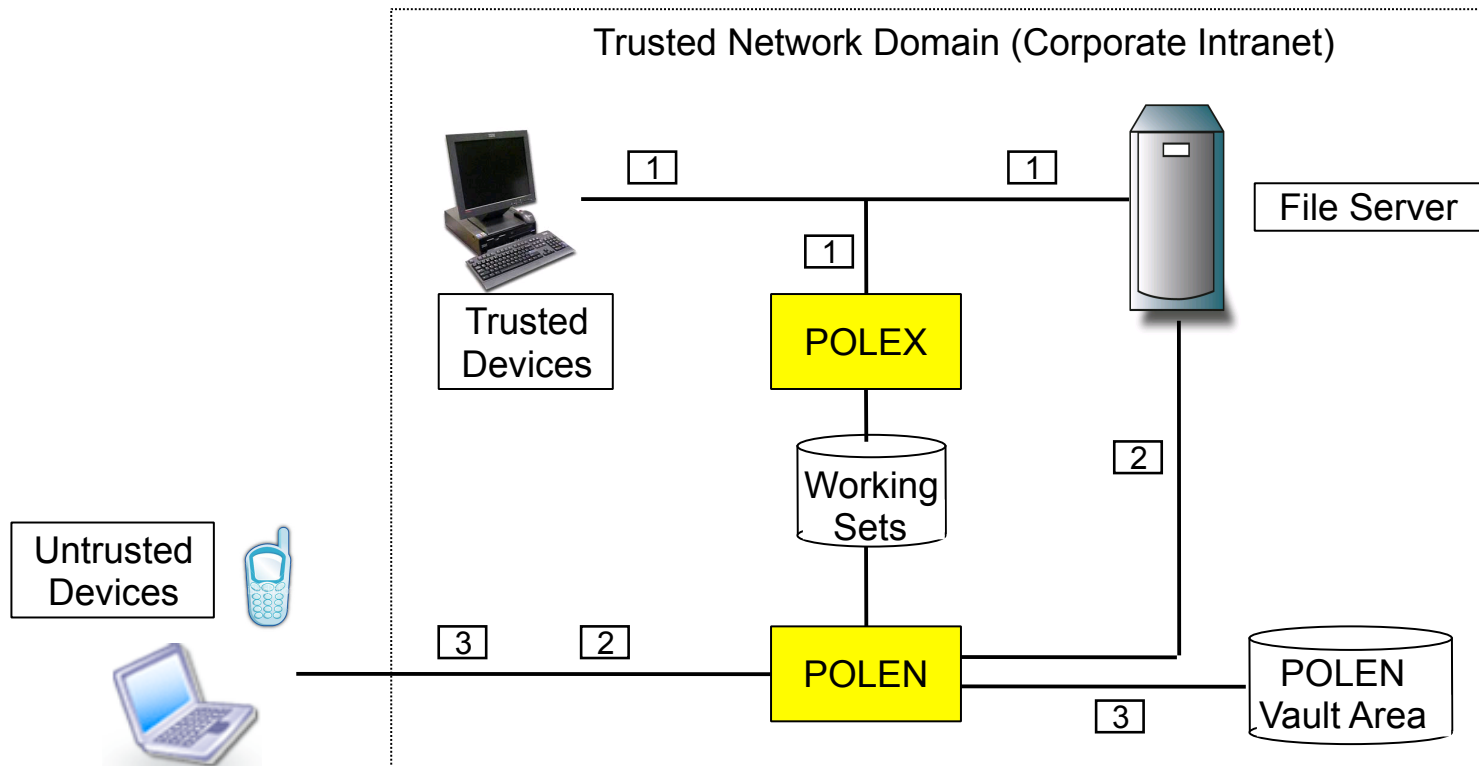 Trusted Network Domain (Corporate Intranet)
1
1
File Server
1
Trusted
Devices
POLEX
Working
Sets
2
Untrusted
Devices
3
2
POLEN
3
POLEN
Vault Area